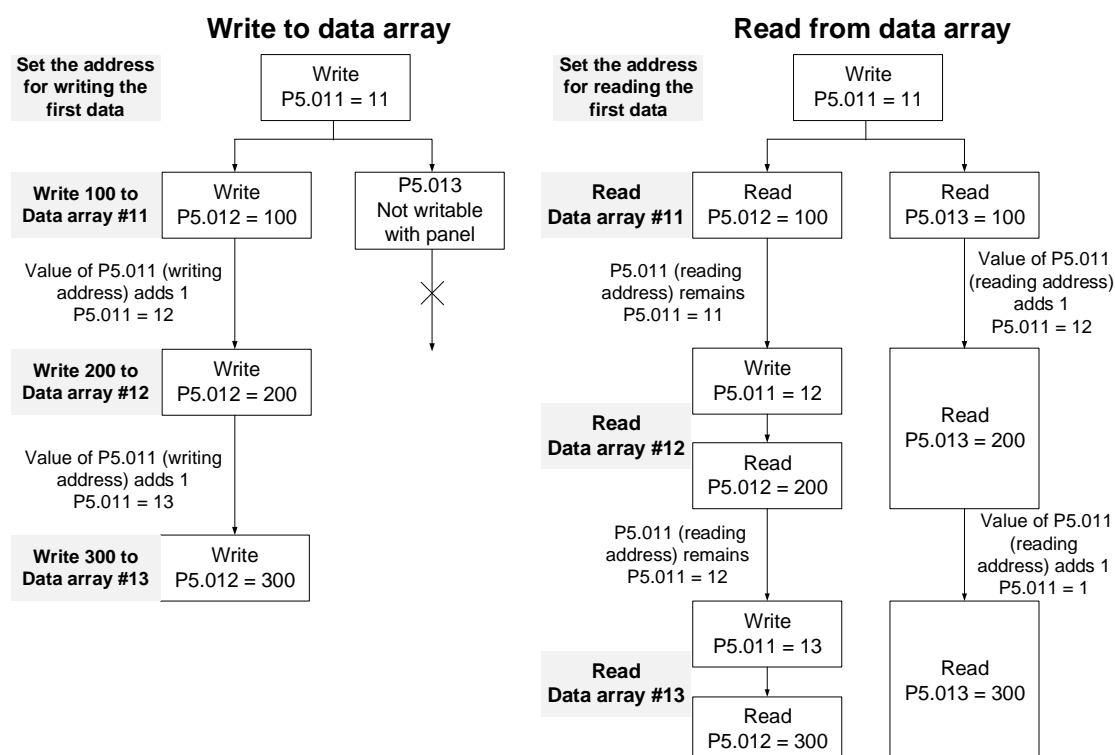 Write to data array
Set the address
for writing the
first data
Write
P5.011 = 11
Write 100 to
Data array #11
Write
P5.012 = 100
P5.013
Not writable
with panel
Value of P5.011 (writing
address) adds 1
P5.011 = 12
Write 200 to
Data array #12
Write
P5.012 = 200
Value of P5.011 (writing
address) adds 1
P5.011 = 13
Write 300 to
Data array #13
Write
P5.012 = 300
Read from data array
Set the address
for reading the
first data
Write
P5.011 = 11
Read
Data array #11
Read
P5.012 = 100
Read
P5.013 = 100
P5.011 (reading
address) remains
P5.011 = 11
Value of P5.011
(reading address)
adds 1
P5.011 = 12
Read
Data array #12
Write
P5.011 = 12
Read
P5.012 = 200
Read
P5.013 = 200
P5.011 (reading
address) remains
P5.011 = 12
Value of P5.011
(reading
address) adds 1
P5.011 = 1
Read
Data array #13
Write
P5.011 = 13
Read
P5.012 = 300
Read
P5.013 = 300